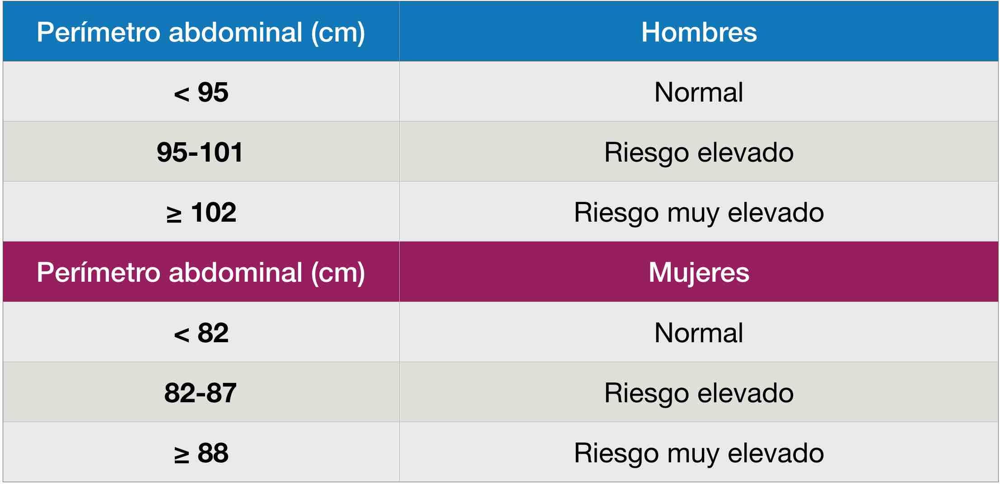 Perímetro abdominal (cm) Hombres
< 95 Normal
95-101 Riesgo elevado
≥ 102 Riesgo muy elevado
Perímetro abdominal (cm) Mujeres
< 82 Normal
82-87 Riesgo elevado
≥ 88 Riesgo muy elevado